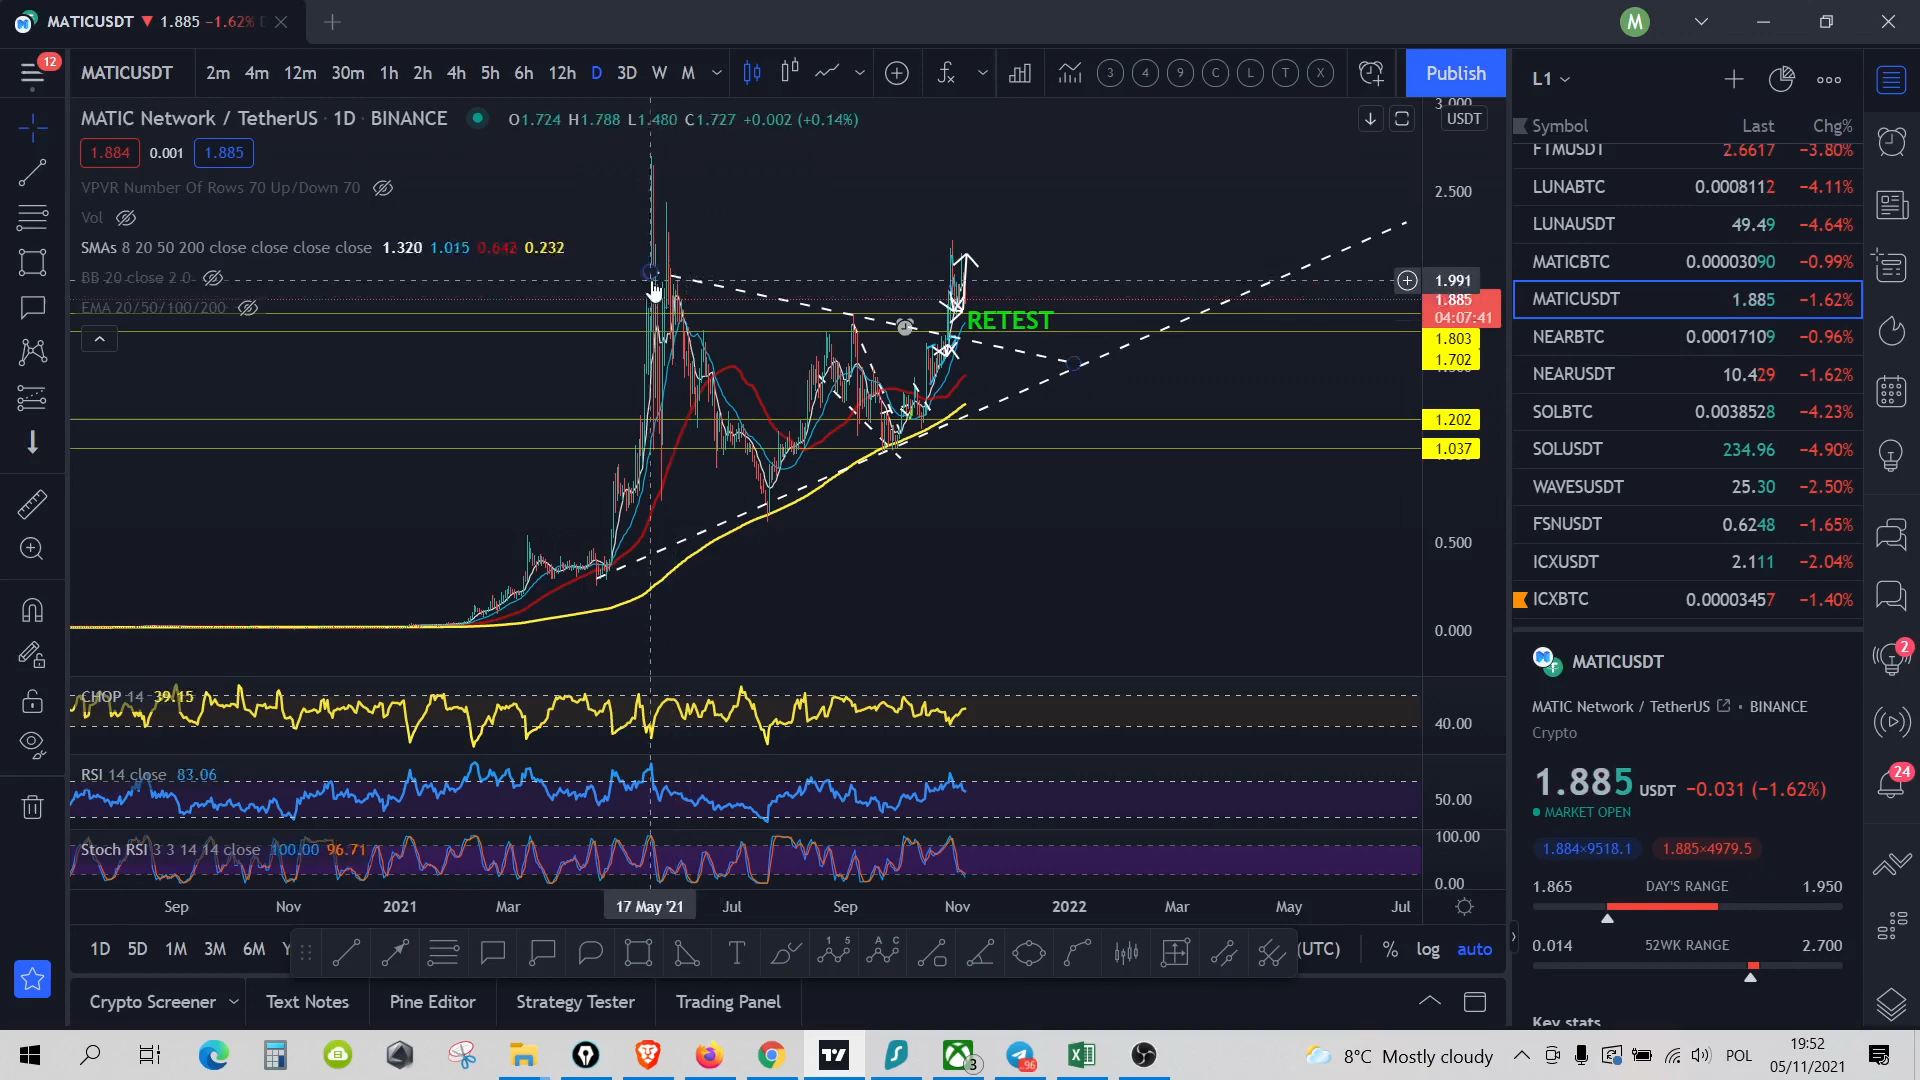 MATICUSDT ▼ 1.885 −1.62%
M
12
MATICUSDT 2m 4m 12m 30m 1h 2h 4h 5h 6h 12h D 3D W M
3 4 9 C L T X
Publish
L1
MATIC Network / TetherUS · 1D · BINANCE O1.724 H1.788 L1.480 C1.727 +0.002 (+0.14%)
1.884 0.001 1.885
VPVR Number Of Rows 70 Up/Down 70
Vol
SMAs 8 20 50 200 close close close close 1.320 1.015 0.642 0.232
BB 20 close 2 0
EMA 20/50/100/200
RETEST
3.000
USDT
2.500
1.991
1.885
04:07:41
1.803
1.702
1.202
1.037
0.500
0.000
CHOP 14 39.15
40.00
RSI 14 close 83.06
50.00
Stoch RSI 3 3 14 14 close 100.00 96.71
100.00
0.00
Sep Nov 2021 Mar 17 May '21 Jul Sep Nov 2022 Mar May Jul
1D 5D 1M 3M 6M Y
(UTC) % log auto
Crypto Screener Text Notes Pine Editor Strategy Tester Trading Panel
Symbol Last Chg%
FTMUSDT 2.6617 −3.80%
LUNABTC 0.0008112 −4.11%
LUNAUSDT 49.49 −4.64%
MATICBTC 0.00003090 −0.99%
MATICUSDT 1.885 −1.62%
NEARBTC 0.00017109 −0.96%
NEARUSDT 10.429 −1.62%
SOLBTC 0.0038528 −4.23%
SOLUSDT 234.96 −4.90%
WAVESUSDT 25.30 −2.50%
FSNUSDT 0.6248 −1.65%
ICXUSDT 2.111 −2.04%
ICXBTC 0.00003457 −1.40%
MATICUSDT
MATIC Network / TetherUS • BINANCE
Crypto
1.885 USDT −0.031 (−1.62%)
MARKET OPEN
1.884×9518.1 1.885×4979.5
1.865 DAY'S RANGE 1.950
0.014 52WK RANGE 2.700
Key stats
2
24
3
96
8°C Mostly cloudy
POL
19:52
05/11/2021